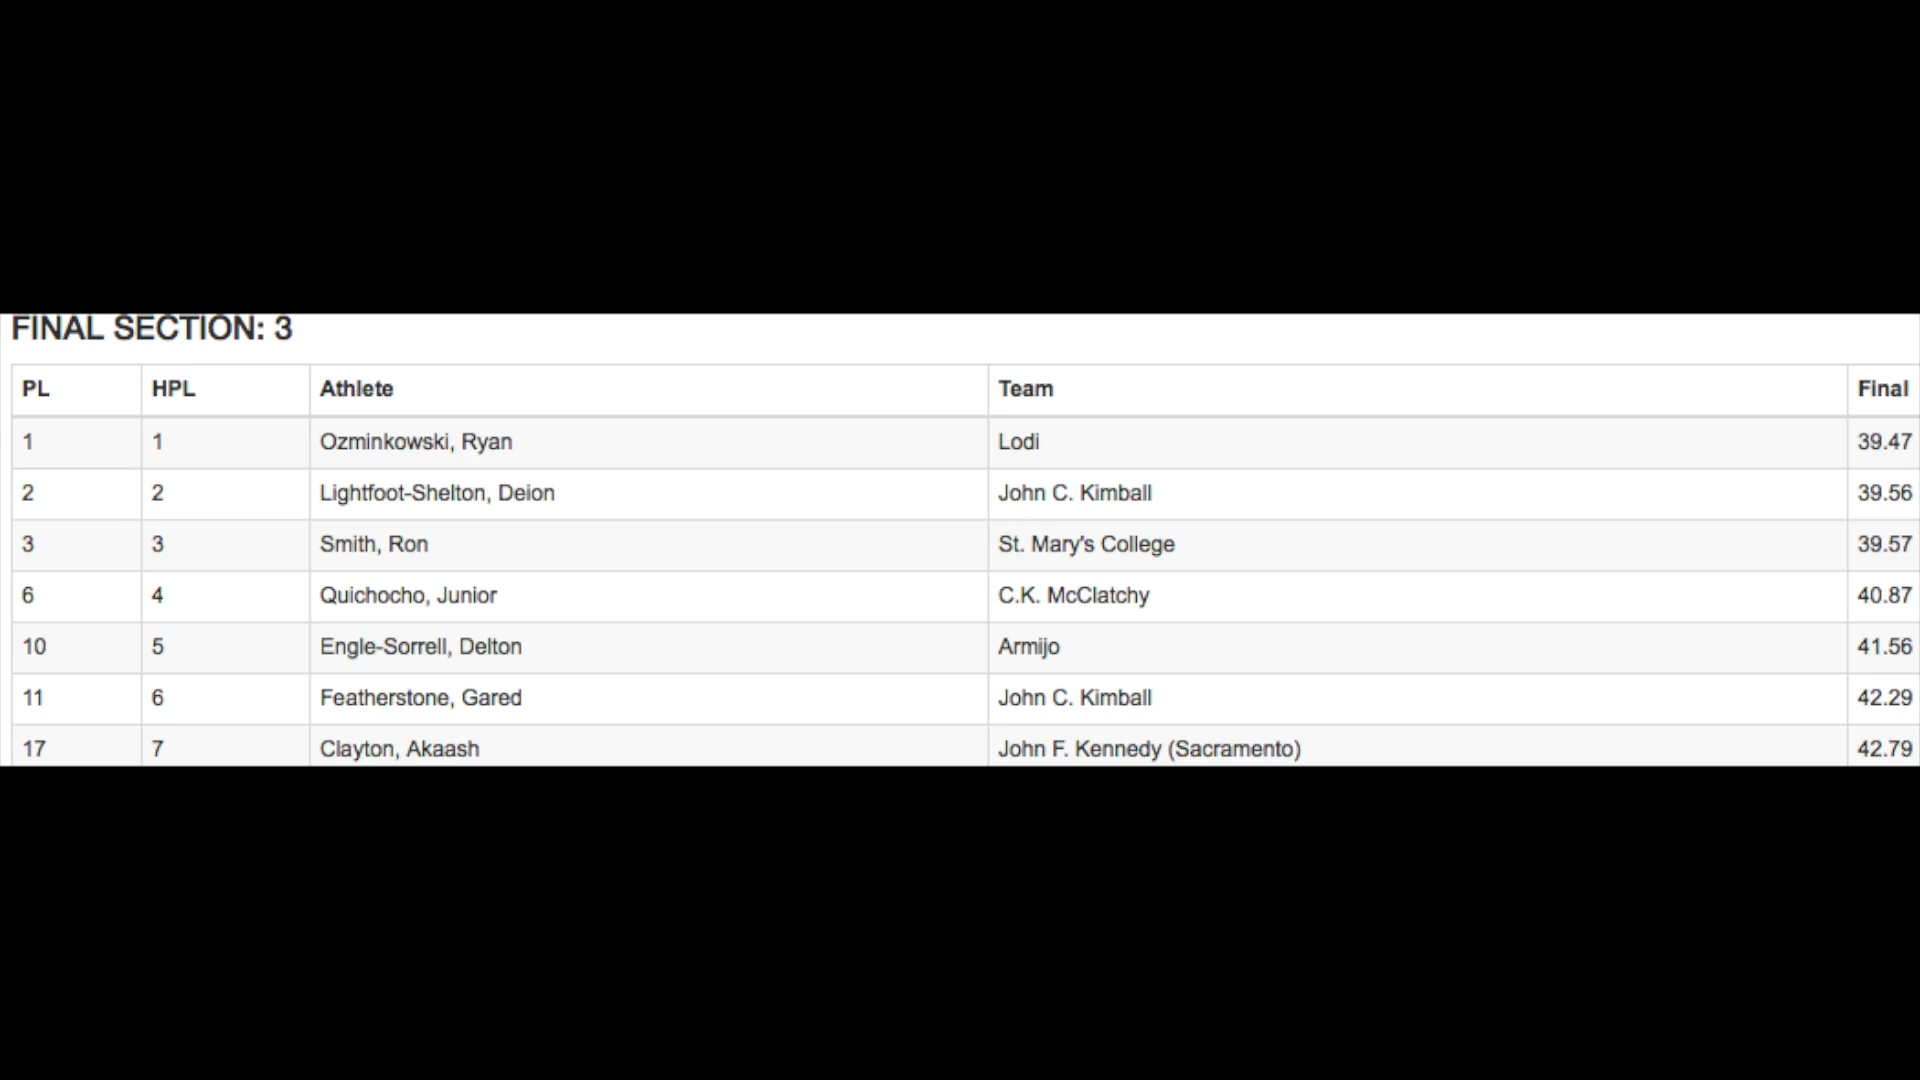 FINAL SECTION: 3
PL HPL Athlete Team Final
1 1 Ozminkowski, Ryan Lodi 39.47
2 2 Lightfoot-Shelton, Deion John C. Kimball 39.56
3 3 Smith, Ron St. Mary's College 39.57
6 4 Quichocho, Junior C.K. McClatchy 40.87
10 5 Engle-Sorrell, Delton Armijo 41.56
11 6 Featherstone, Gared John C. Kimball 42.29
17 7 Clayton, Akaash John F. Kennedy (Sacramento) 42.79